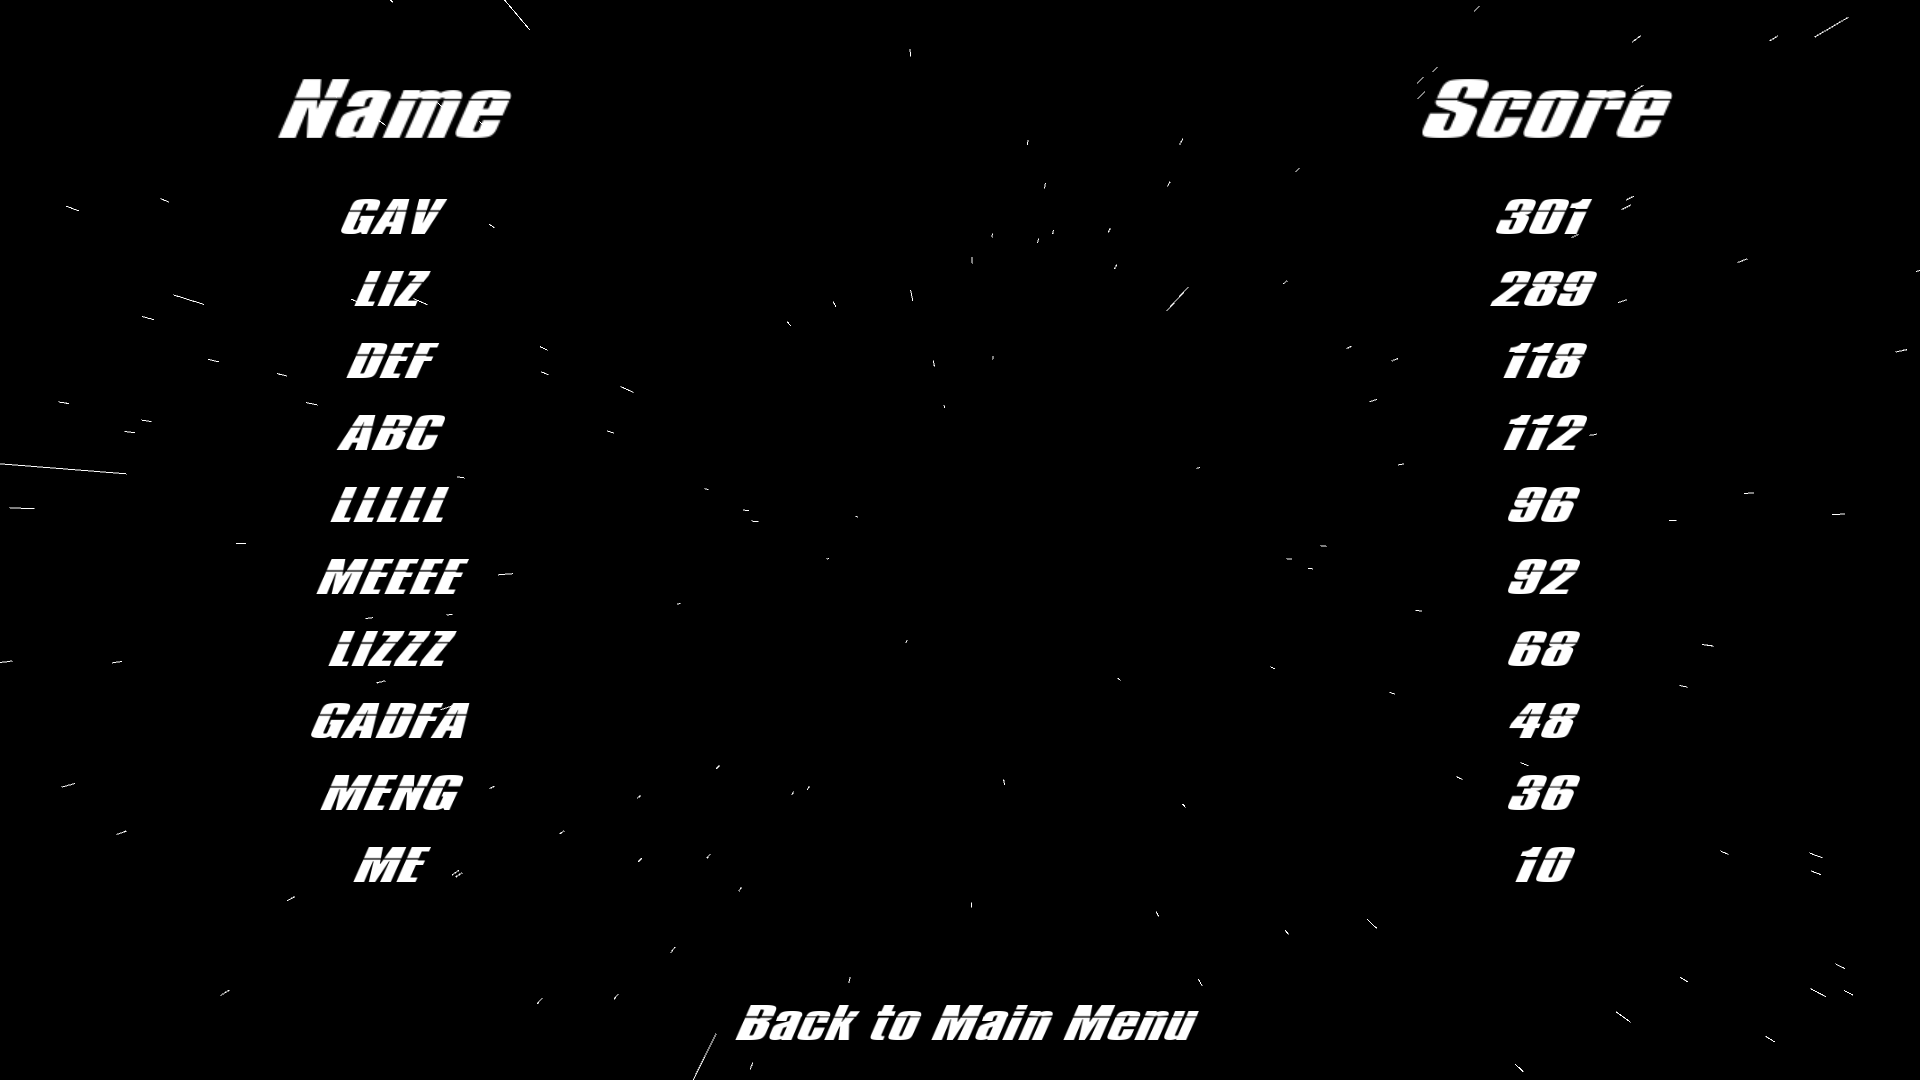 Name Score
GAV 301
LIZ 289
DEF 118
ABC 112
LLLLL 96
MEEEE 92
LIZZZ 68
GADFA 48
MENG 36
ME 10
Back to Main Menu